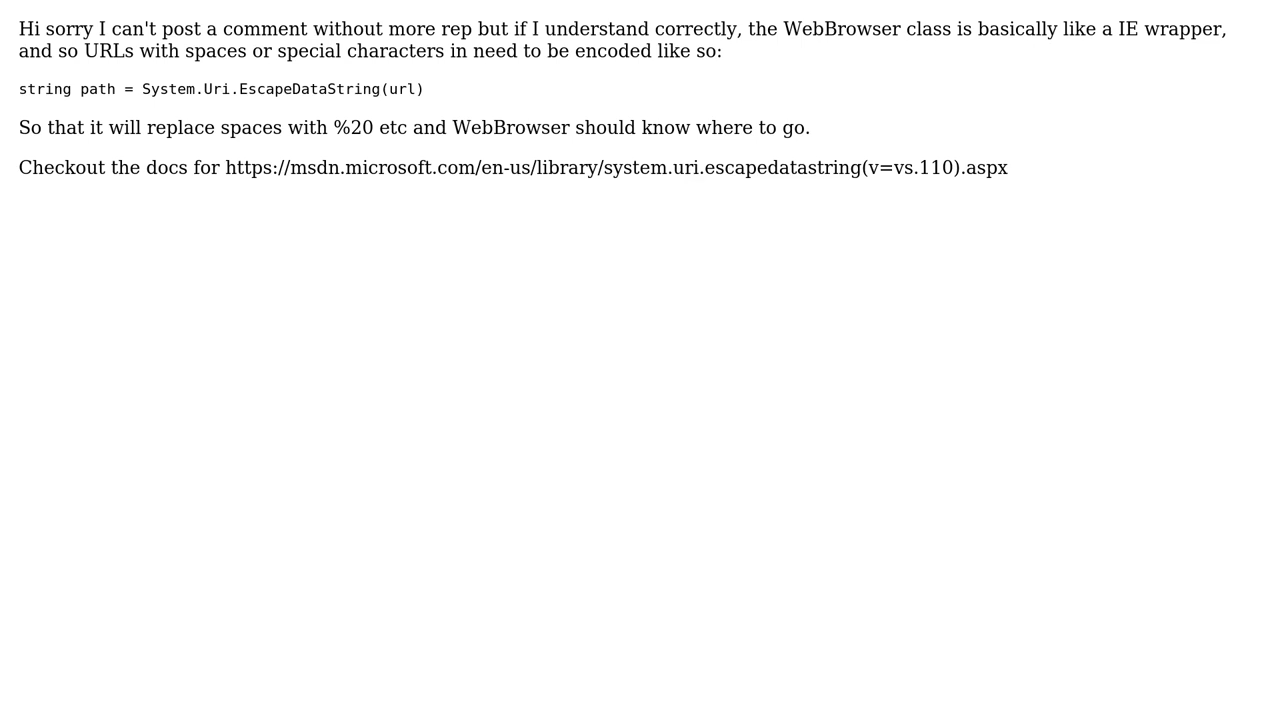 Hi sorry I can't post a comment without more rep but if I understand correctly, the WebBrowser class is basically like a IE wrapper,
and so URLs with spaces or special characters in need to be encoded like so:
string path = System.Uri.EscapeDataString(url)
So that it will replace spaces with %20 etc and WebBrowser should know where to go.
Checkout the docs for https://msdn.microsoft.com/en-us/library/system.uri.escapedatastring(v=vs.110).aspx